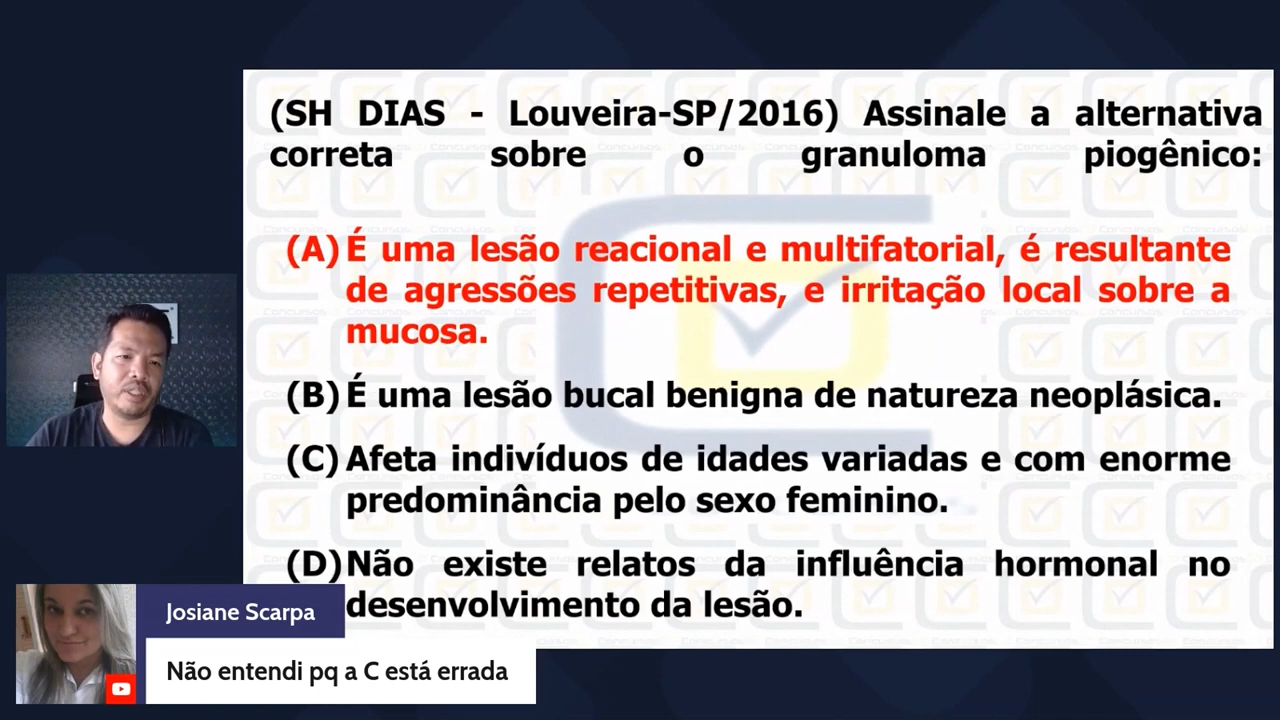 (SH DIAS - Louveira-SP/2016) Assinale a alternativa
correta sobre o granuloma piogênico:
(A) É uma lesão reacional e multifatorial, é resultante
de agressões repetitivas, e irritação local sobre a
mucosa.
(B) É uma lesão bucal benigna de natureza neoplásica.
(C) Afeta indivíduos de idades variadas e com enorme
predominância pelo sexo feminino.
(D) Não existe relatos da influência hormonal no
desenvolvimento da lesão.
Josiane Scarpa
Não entendi pq a C está errada